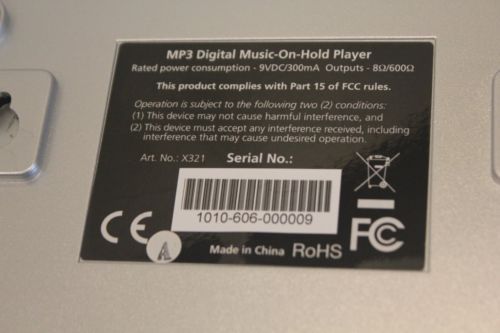 MP3 Digital Music-On-Hold Player
Rated power consumption - 9VDC/300mA Outputs - 8Ω/600Ω
This product complies with Part 15 of FCC rules.
Operation is subject to the following two (2) conditions:
(1) This device may not cause harmful interference, and
(2) This device must accept any interference received, including
interference that may cause undesired operation.
Art. No.: X321 Serial No.:
1010-606-000009
CE A Made in China RoHS FC